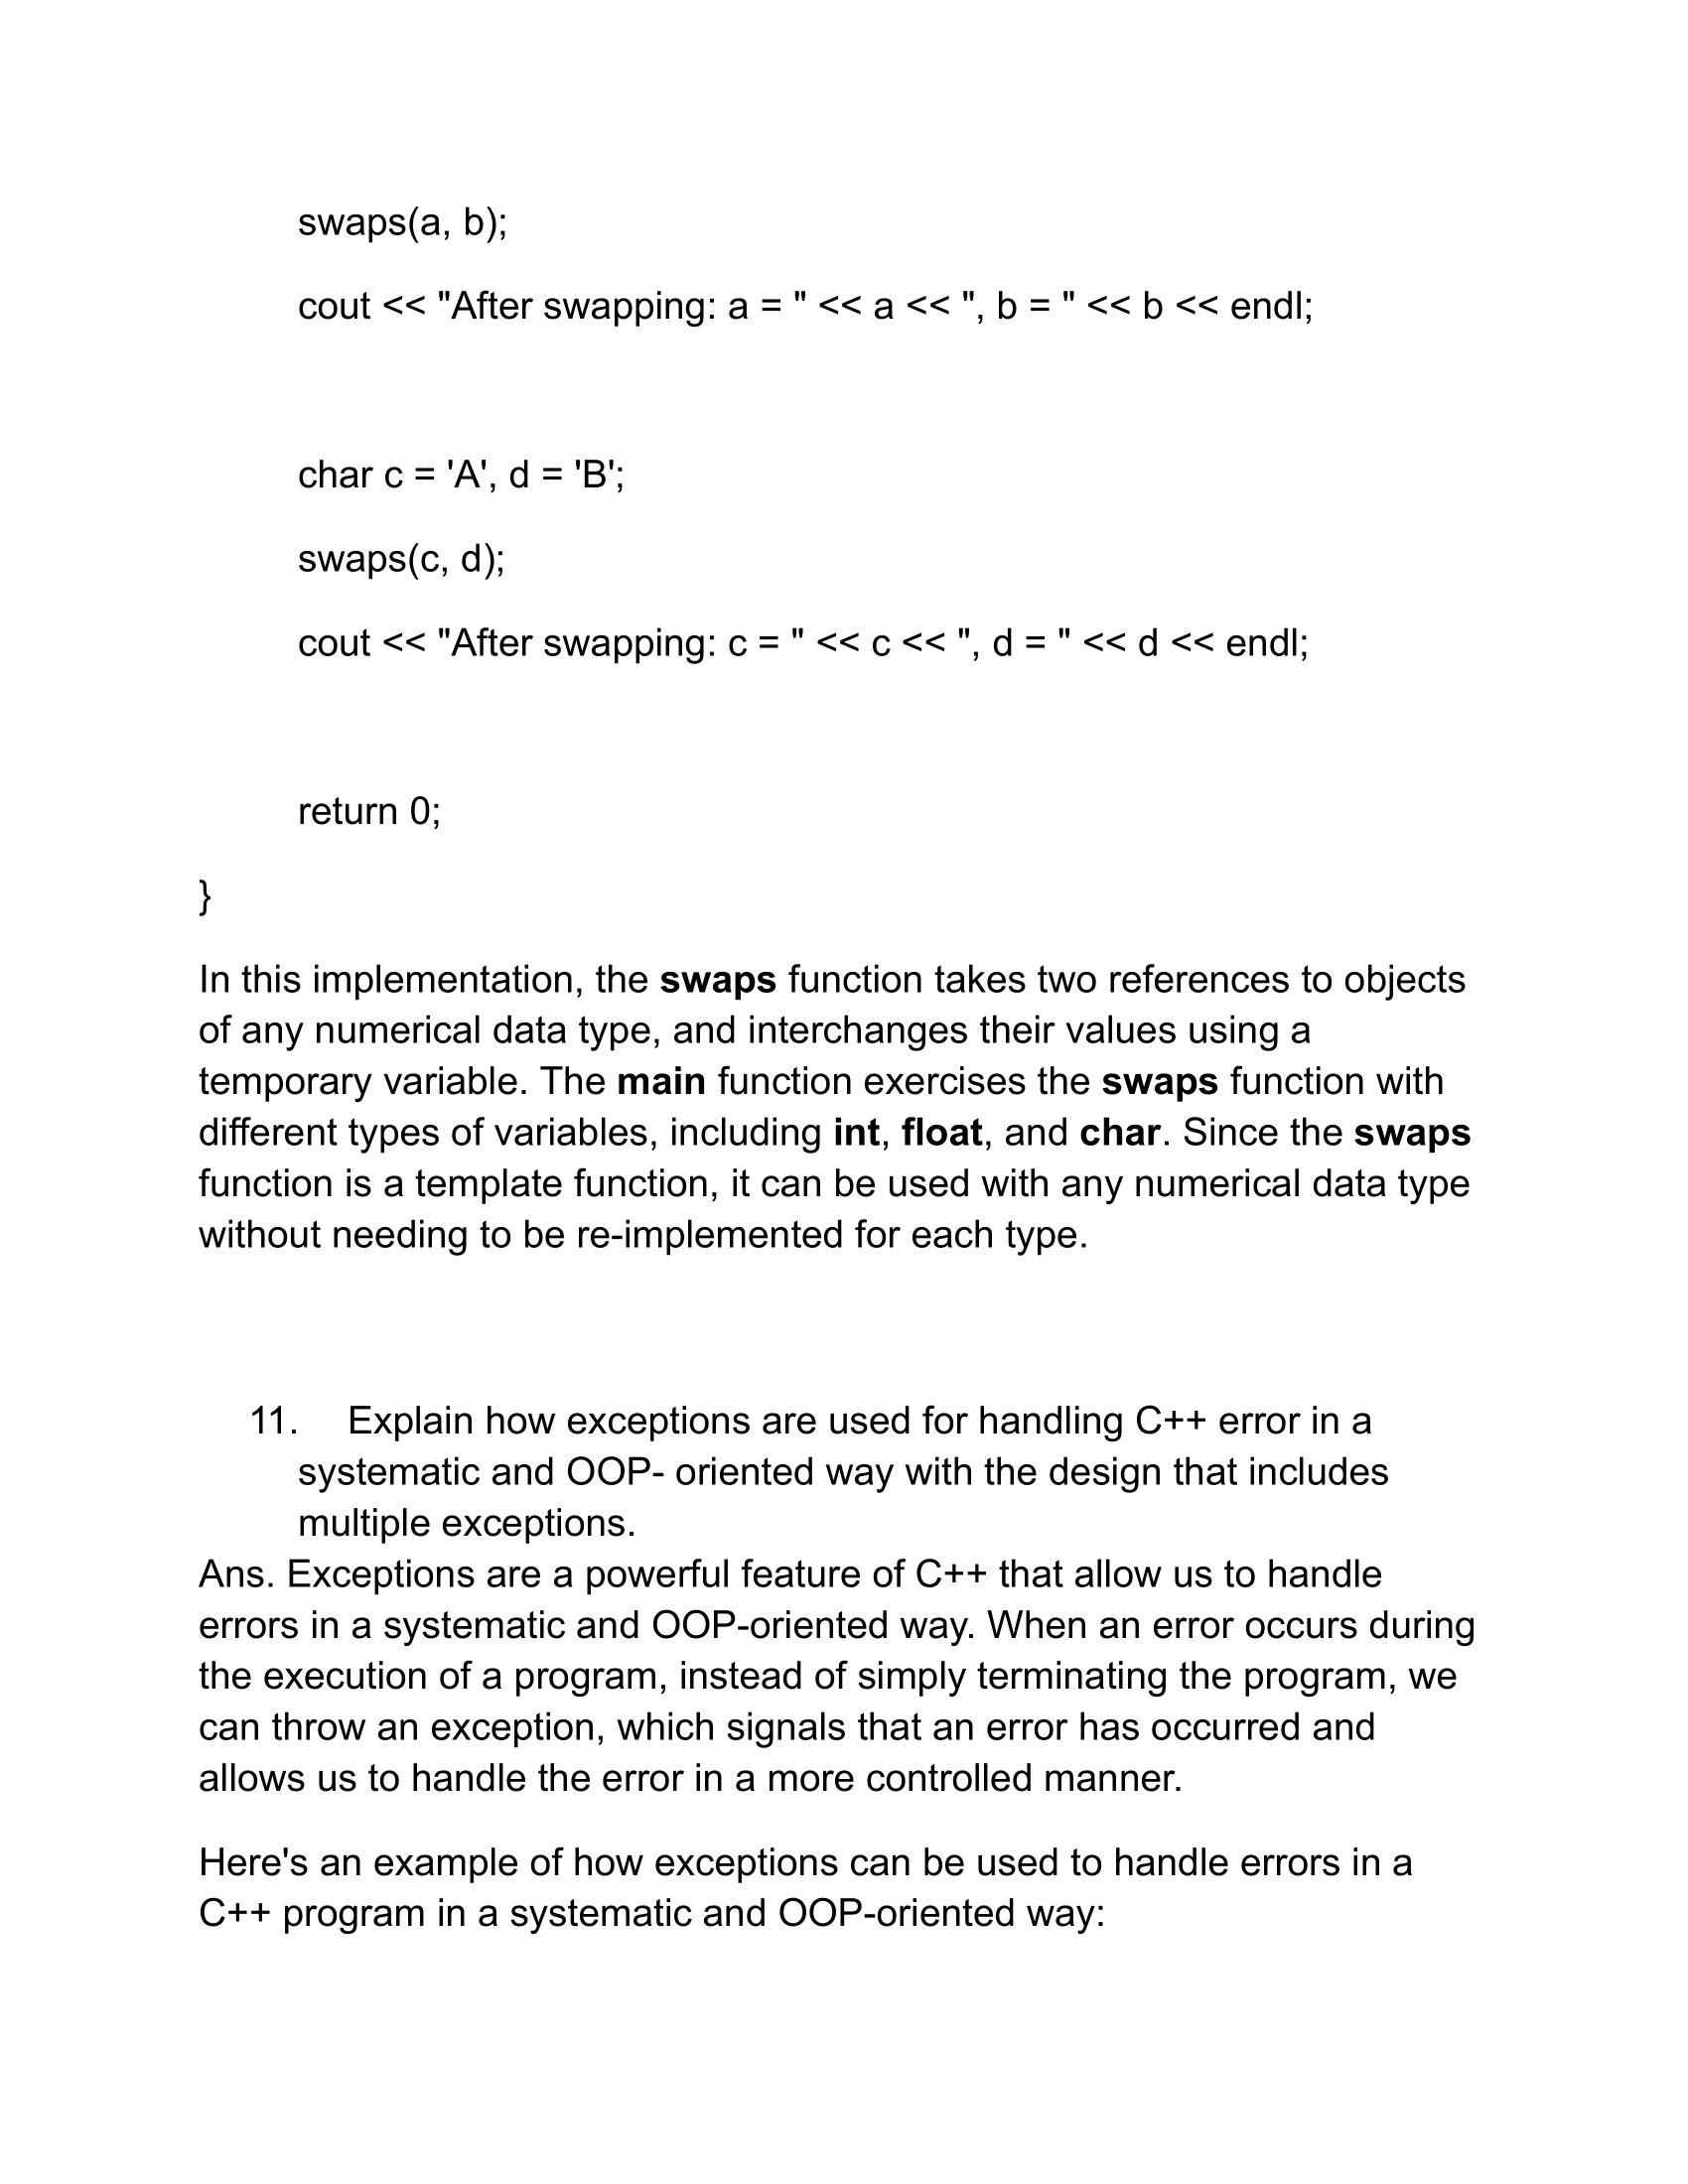 swaps(a, b);
cout << "After swapping: a = " << a << ", b = " << b << endl;
char c = 'A', d = 'B';
swaps(c, d);
cout << "After swapping: c = " << c << ", d = " << d << endl;
return 0;
}
In this implementation, the swaps function takes two references to objects
of any numerical data type, and interchanges their values using a
temporary variable. The main function exercises the swaps function with
different types of variables, including int, float, and char. Since the swaps
function is a template function, it can be used with any numerical data type
without needing to be re-implemented for each type.
11. Explain how exceptions are used for handling C++ error in a
systematic and OOP- oriented way with the design that includes
multiple exceptions.
Ans. Exceptions are a powerful feature of C++ that allow us to handle
errors in a systematic and OOP-oriented way. When an error occurs during
the execution of a program, instead of simply terminating the program, we
can throw an exception, which signals that an error has occurred and
allows us to handle the error in a more controlled manner.
Here's an example of how exceptions can be used to handle errors in a
C++ program in a systematic and OOP-oriented way: